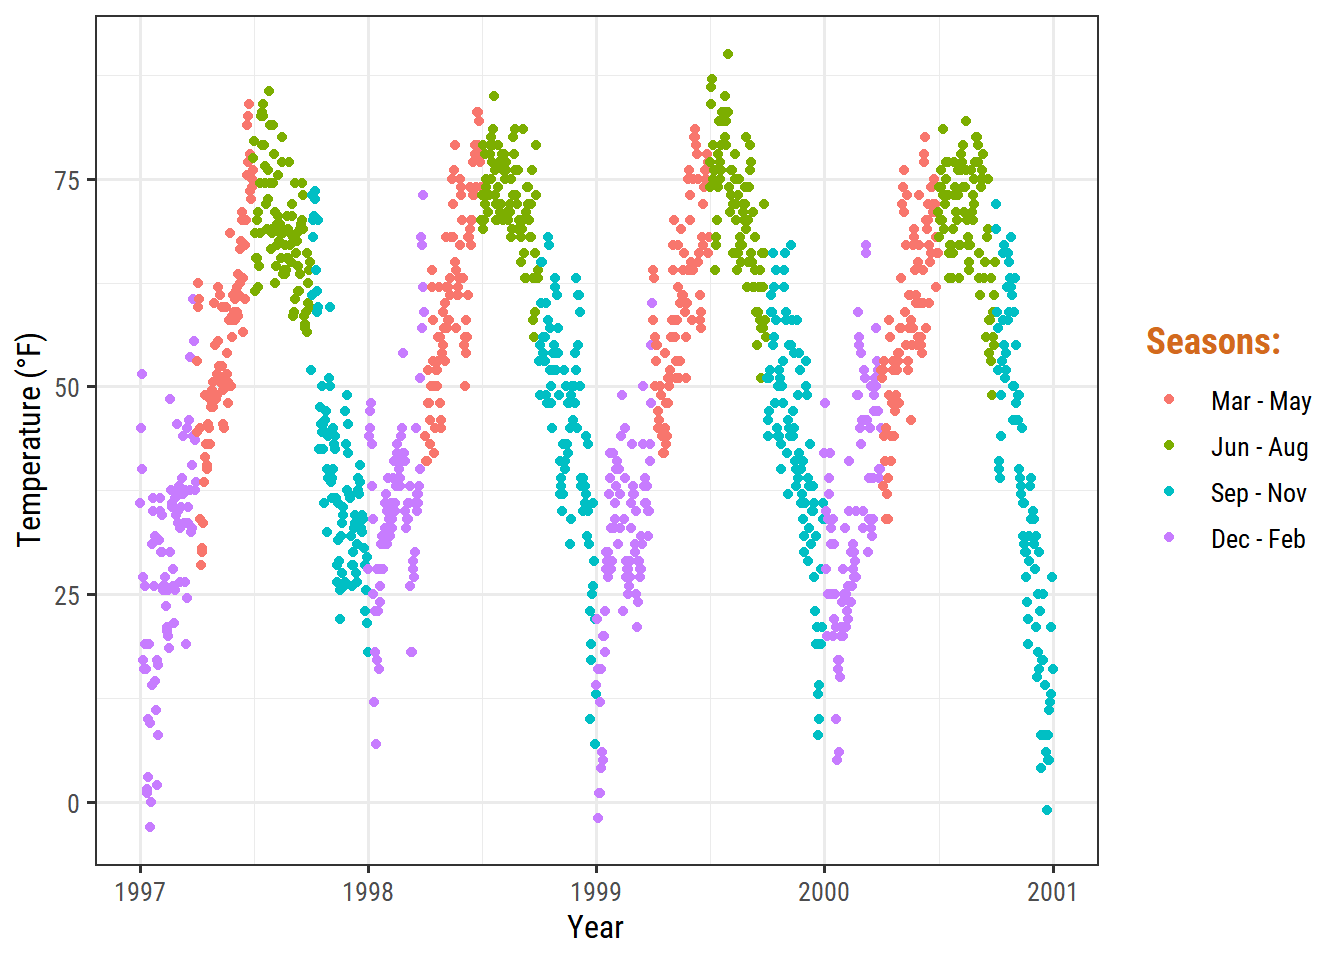 75
50
25
0
Temperature (°F)
1997 1998 1999 2000 2001
Year
Seasons:
Mar - May
Jun - Aug
Sep - Nov
Dec - Feb